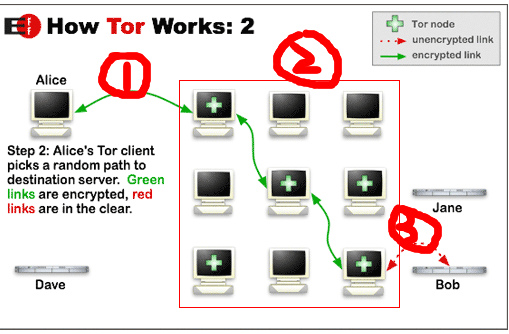 EFF How Tor Works: 2
Tor node
unencrypted link
encrypted link
Alice
1
2
Step 2: Alice's Tor client
picks a random path to
destination server. Green
links are encrypted, red
links are in the clear.
Jane
3
Dave
Bob